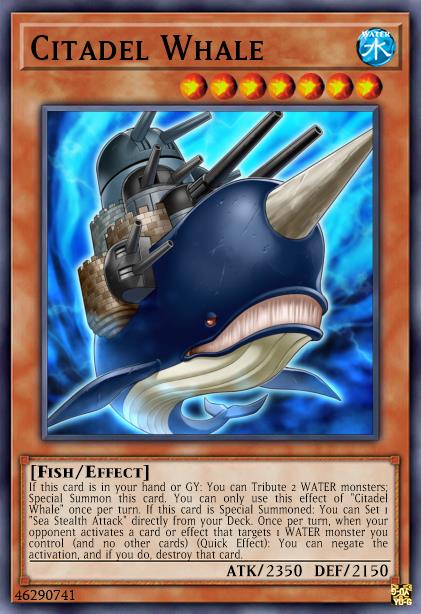 CITADEL WHALE
WATER
水
[FISH/EFFECT]
If this card is in your hand or GY: You can Tribute 2 WATER monsters;
Special Summon this card. You can only use this effect of "Citadel
Whale" once per turn. If this card is Special Summoned: You can Set 1
"Sea Stealth Attack" directly from your Deck. Once per turn, when your
opponent activates a card or effect that targets 1 WATER monster you
control (and no other cards) (Quick Effect): You can negate the
activation, and if you do, destroy that card.
ATK/2350 DEF/2150
46290741